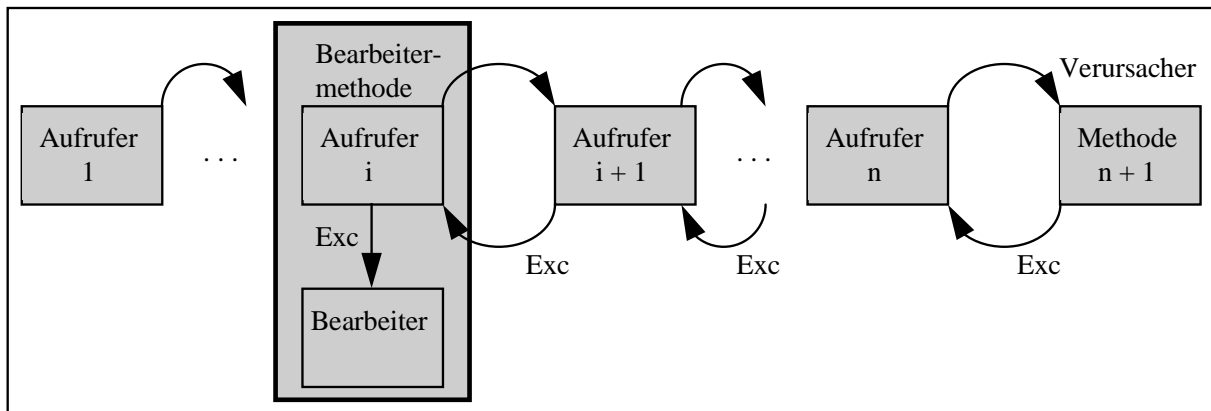 Bearbeiter-
methode
Verursacher
Aufrufer
1
. . .
Aufrufer
i
Aufrufer
i + 1
. . .
Aufrufer
n
Methode
n + 1
Exc
Exc
Exc
Exc
Bearbeiter